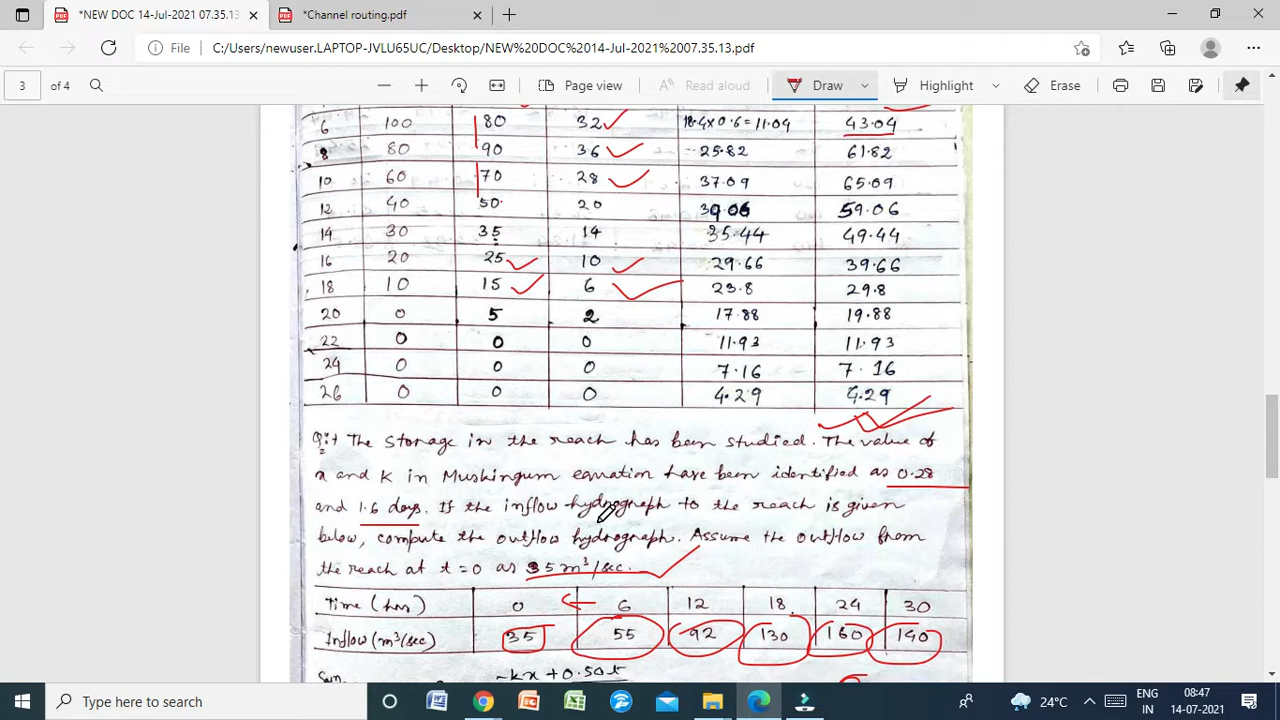 *NEW DOC 14-Jul-2021 07.35.13
*Channel routing.pdf
File C:/Users/newuser.LAPTOP-JVLU65UC/Desktop/NEW%20DOC%2014-Jul-2021%2007.35.13.pdf
3 of 4 Page view Read aloud Draw Highlight Erase
6 100 80 32 18.4x0.6=11.04 43.04
8 80 90 36 25.82 61.82
10 60 70 28 37.09 65.09
12 40 50 20 39.06 59.06
14 30 35 14 35.44 49.44
16 20 25 10 29.66 39.66
18 10 15 6 23.8 29.8
20 0 5 2 17.88 19.88
22 0 0 0 11.93 11.93
24 0 0 0 7.16 7.16
26 0 0 0 4.29 4.29
The storage in the reach has been studied. The value of
x and K in Muskingum equation have been identified as 0.28
and 1.6 days. If the inflow hydrograph to the reach is given
below, compute the outflow hydrograph. Assume the outflow from
the reach at t=0 as 35 m³/sec.
Time (hrs) 0 6 12 18 24 30
Inflow (m³/sec) 35 55 92 130 160 140
-kx + 0.50t
Type here to search
24°C
ENG
IN
08:47
14-07-2021